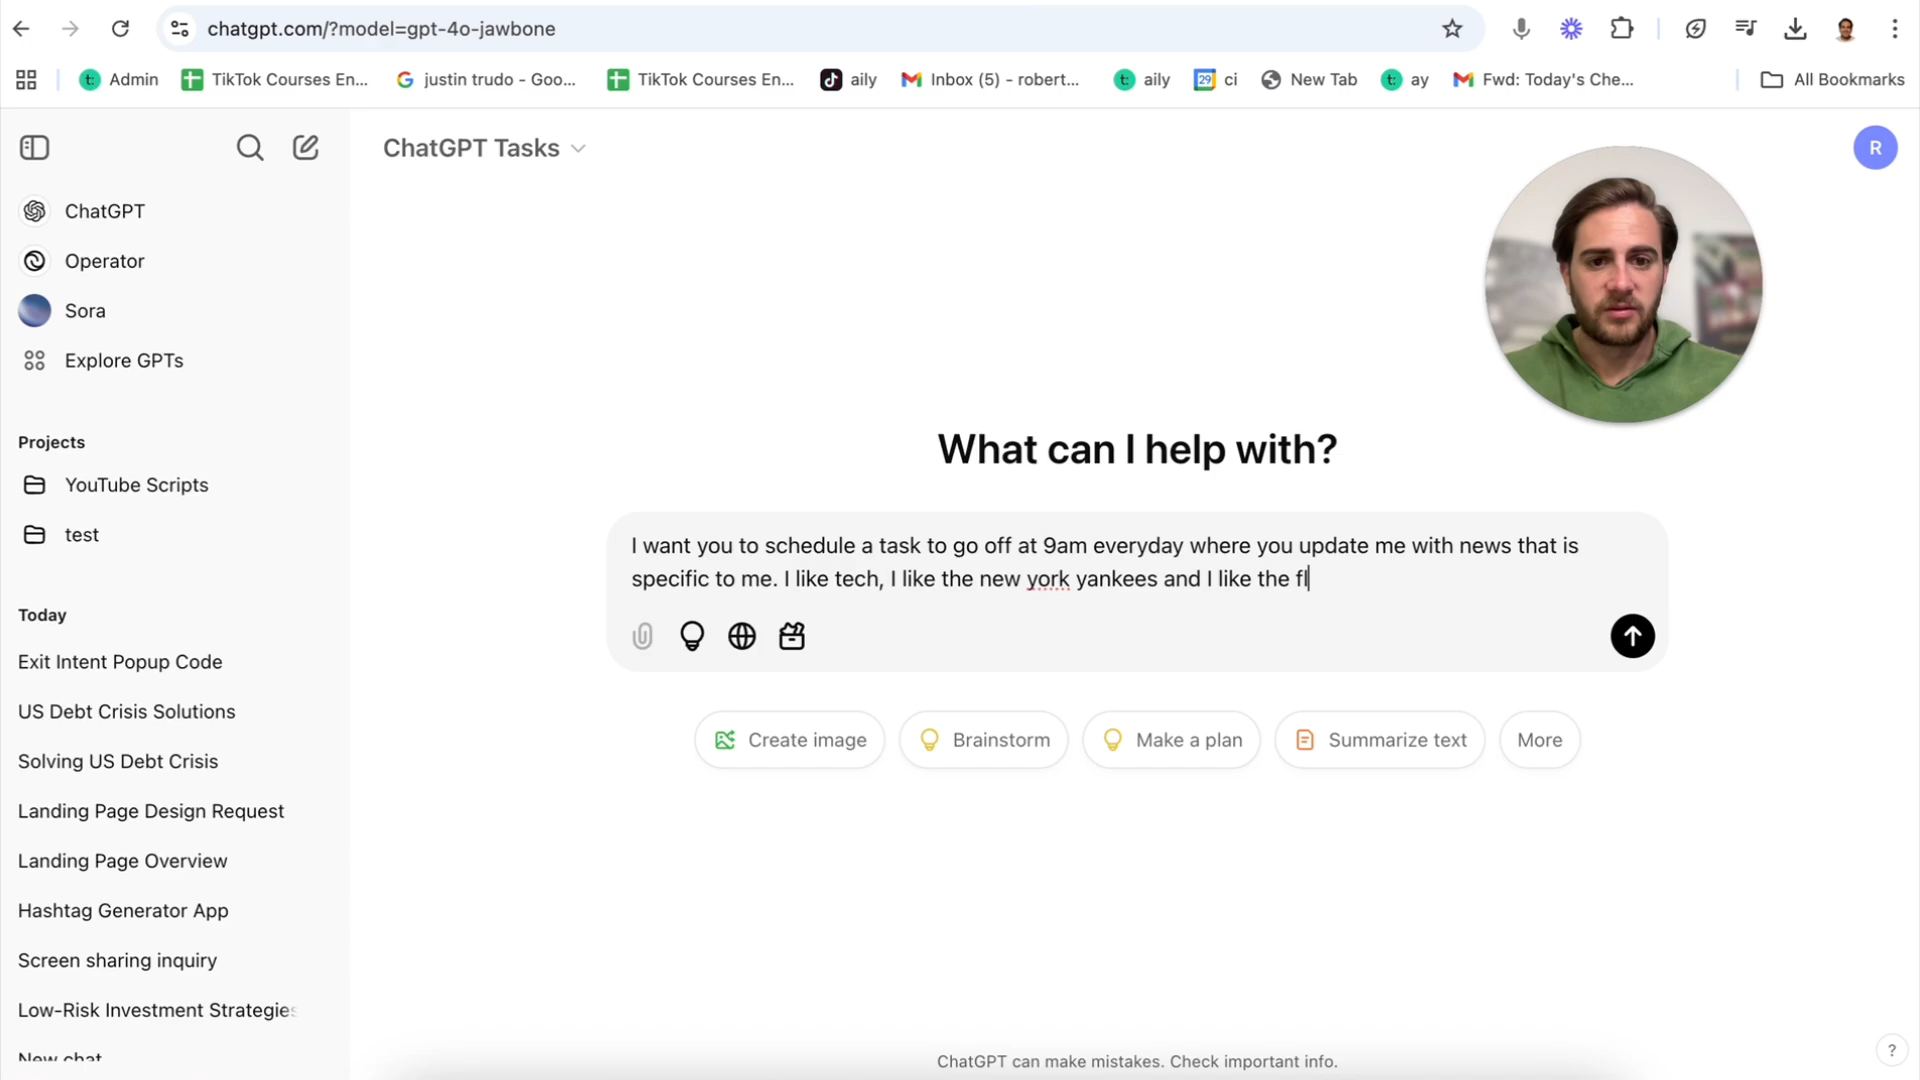 chatgpt.com/?model=gpt-4o-jawbone
Admin
TikTok Courses En...
justin trudo - Goo...
TikTok Courses En...
aily
Inbox (5) - robert...
aily
29
ci
New Tab
ay
Fwd: Today's Che...
All Bookmarks
ChatGPT Tasks
R
ChatGPT
Operator
Sora
Explore GPTs
Projects
YouTube Scripts
test
Today
Exit Intent Popup Code
US Debt Crisis Solutions
Solving US Debt Crisis
Landing Page Design Request
Landing Page Overview
Hashtag Generator App
Screen sharing inquiry
Low-Risk Investment Strategies
New chat
What can I help with?
I want you to schedule a task to go off at 9am everyday where you update me with news that is
specific to me. I like tech, I like the new york yankees and I like the fl
Create image
Brainstorm
Make a plan
Summarize text
More
ChatGPT can make mistakes. Check important info.
?